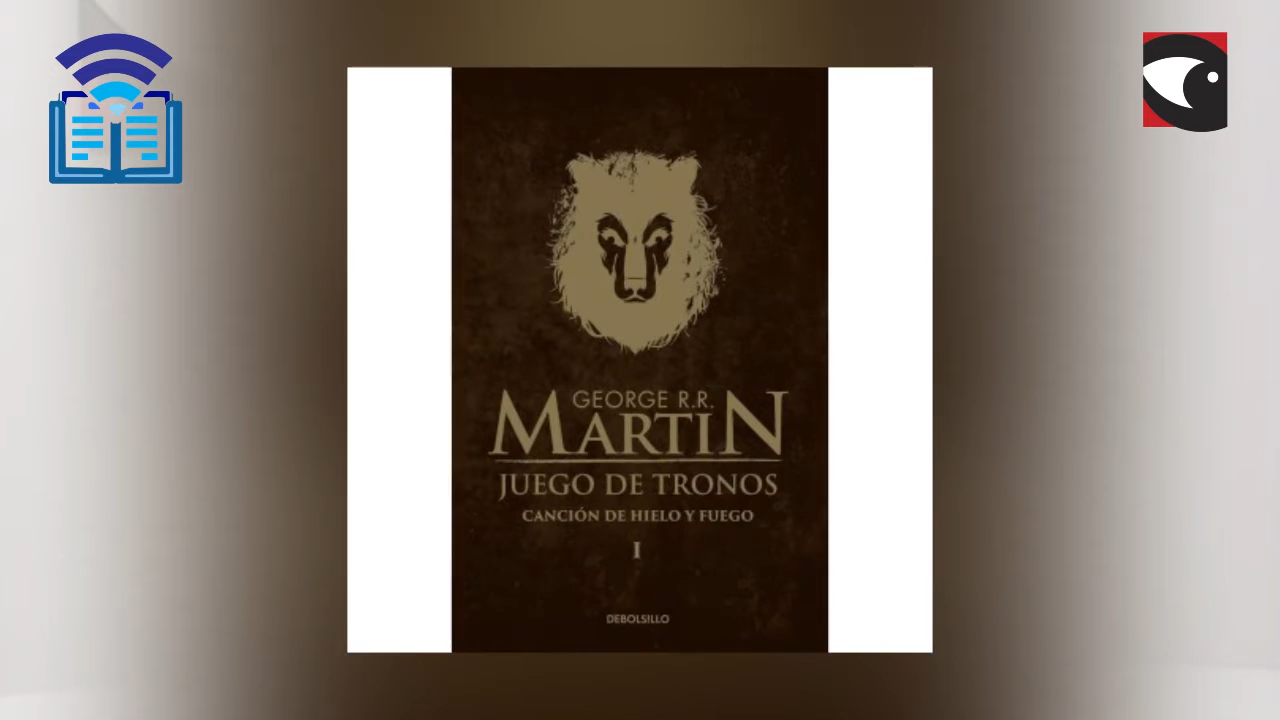 GEORGE R.R.
MARTIN
JUEGO DE TRONOS
CANCIÓN DE HIELO Y FUEGO
I
DEBOLSILLO